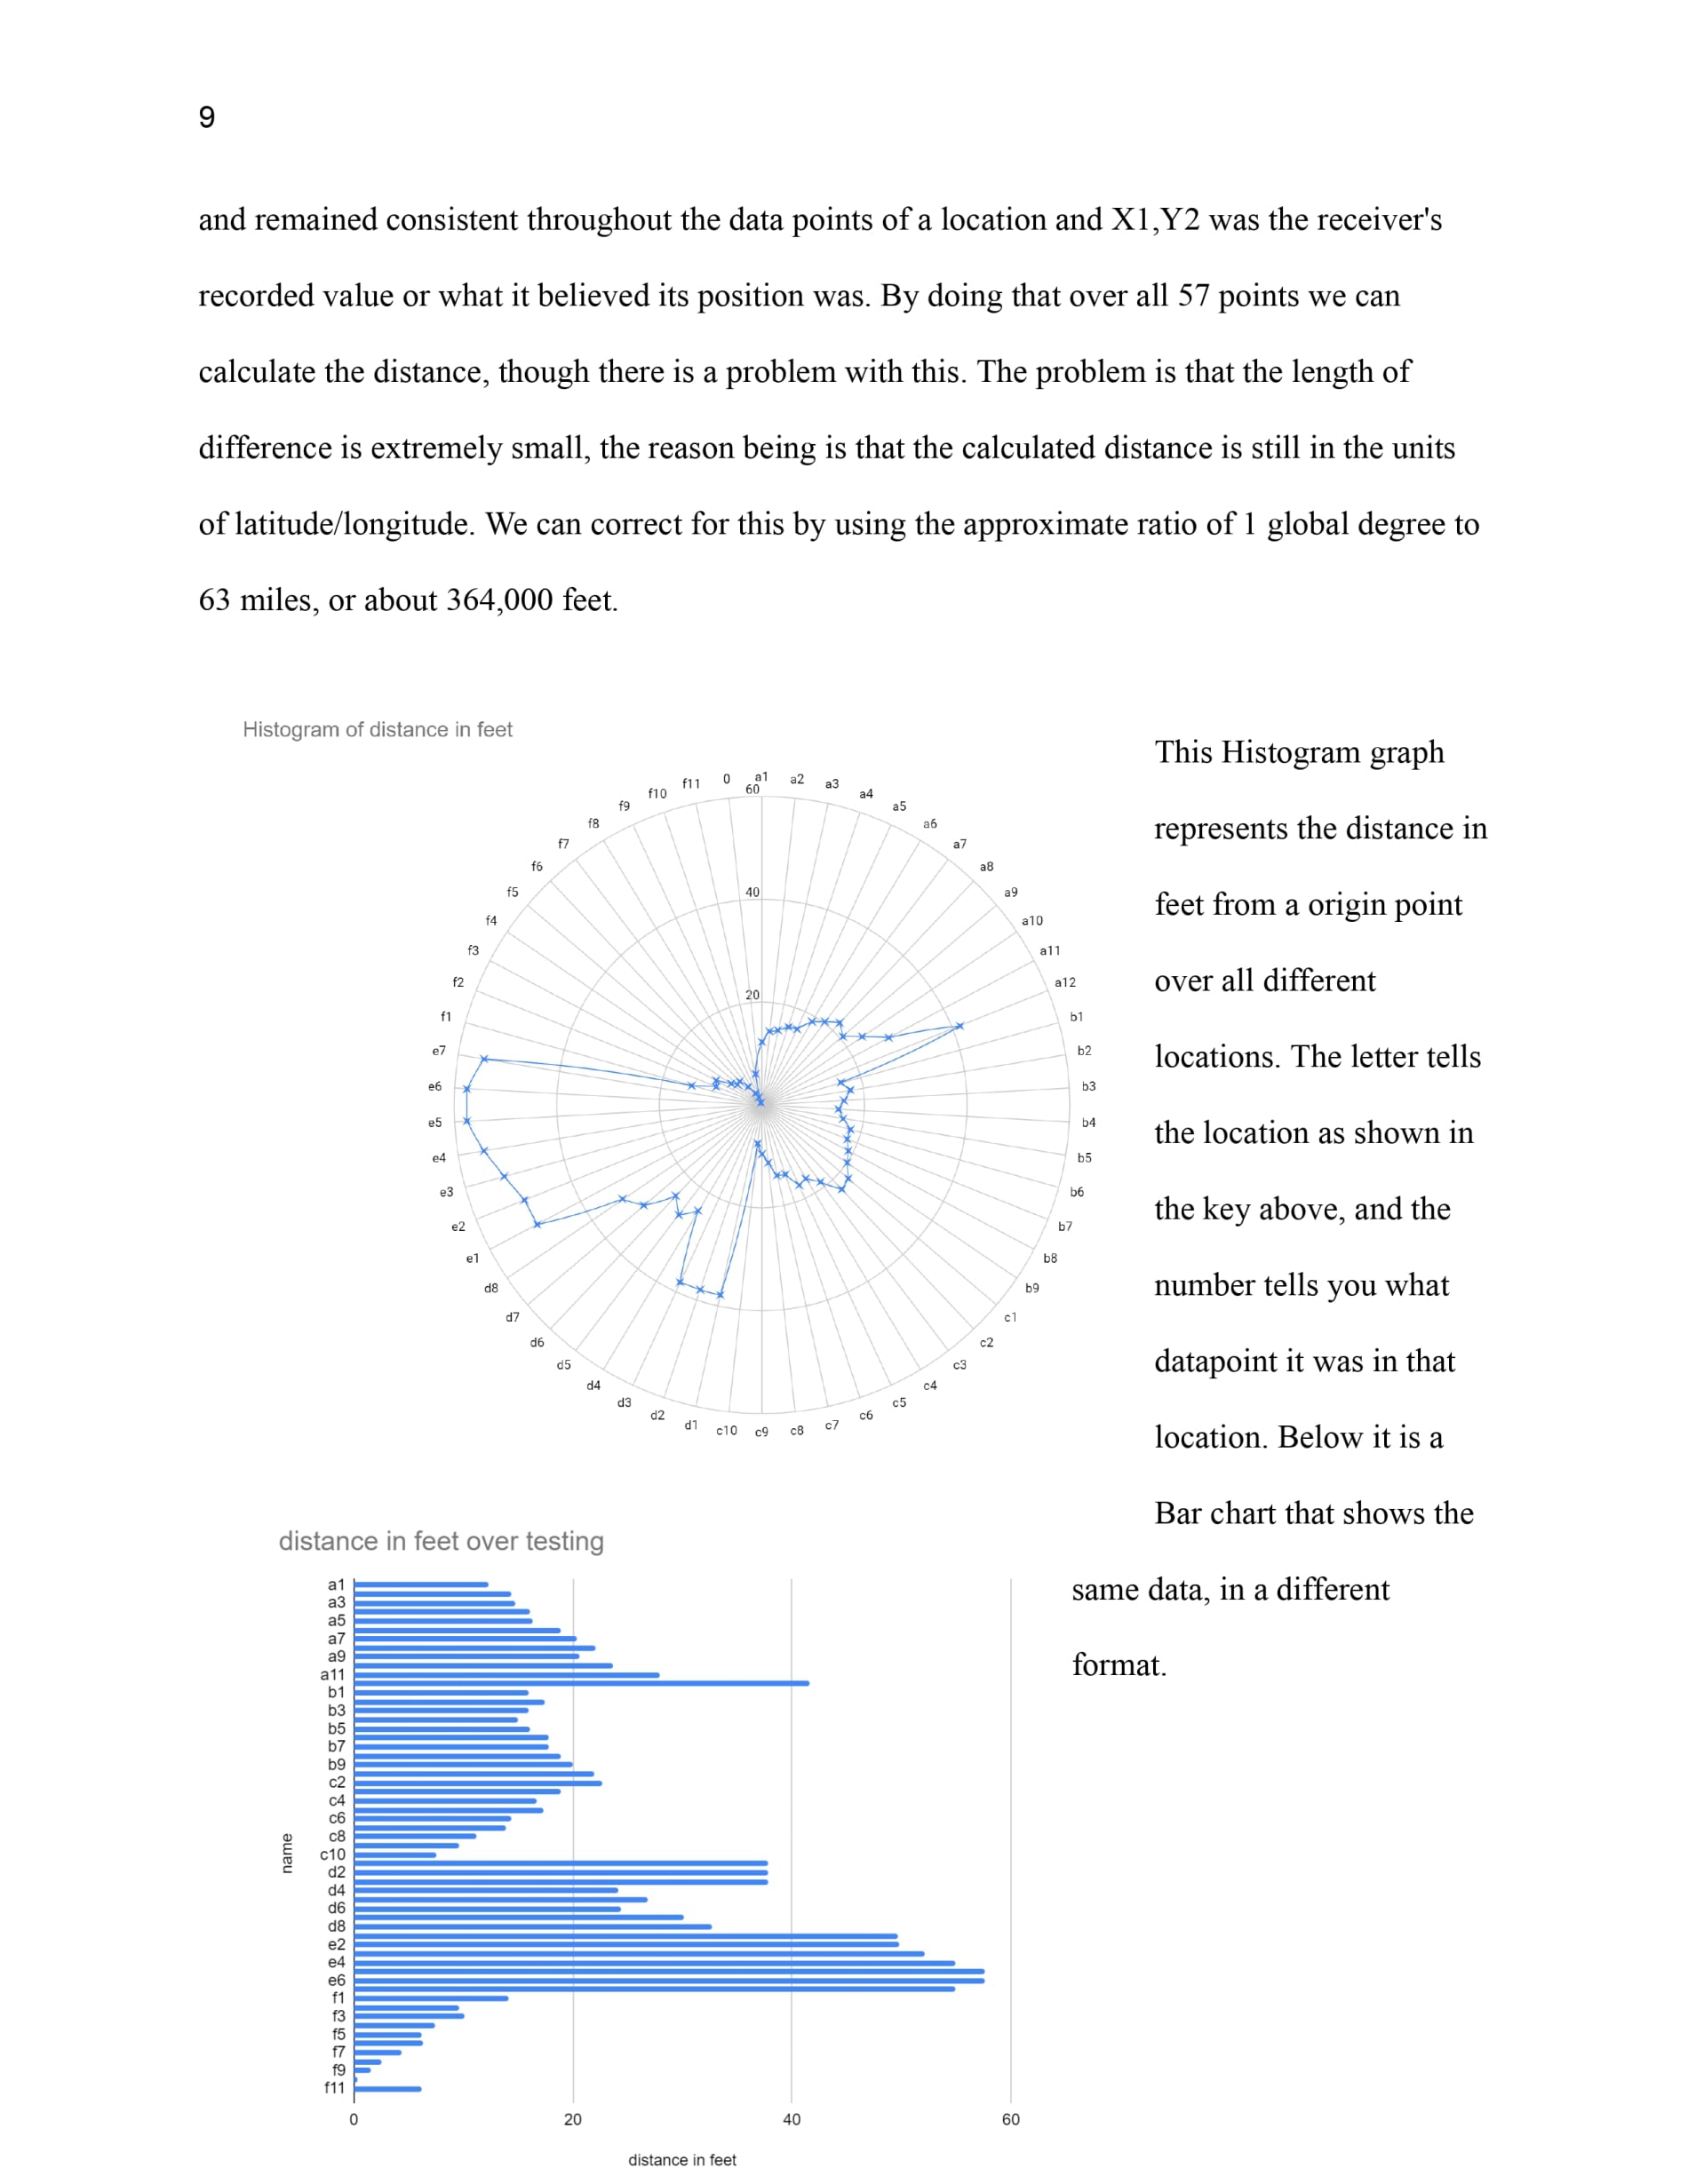 9
and remained consistent throughout the data points of a location and X1,Y2 was the receiver's
recorded value or what it believed its position was. By doing that over all 57 points we can
calculate the distance, though there is a problem with this. The problem is that the length of
difference is extremely small, the reason being is that the calculated distance is still in the units
of latitude/longitude. We can correct for this by using the approximate ratio of 1 global degree to
63 miles, or about 364,000 feet.
Histogram of distance in feet
a1
a2
a3
a4
a5
a6
a7
a8
a9
a10
a11
a12
b1
b2
b3
b4
b5
b6
b7
b8
b9
c1
c2
c3
c4
c5
c6
c7
c8
c9
c10
d1
d2
d3
d4
d5
d6
d7
d8
e1
e2
e3
e4
e5
e6
e7
f1
f2
f3
f4
f5
f6
f7
f8
f9
f10
f11
0
60
40
20
This Histogram graph
represents the distance in
feet from a origin point
over all different
locations. The letter tells
the location as shown in
the key above, and the
number tells you what
datapoint it was in that
location. Below it is a
Bar chart that shows the
same data, in a different
format.
distance in feet over testing
name
a1
a3
a5
a7
a9
a11
b1
b3
b5
b7
b9
c2
c4
c6
c8
c10
d2
d4
d6
d8
e2
e4
e6
f1
f3
f5
f7
f9
f11
0 20 40 60
distance in feet